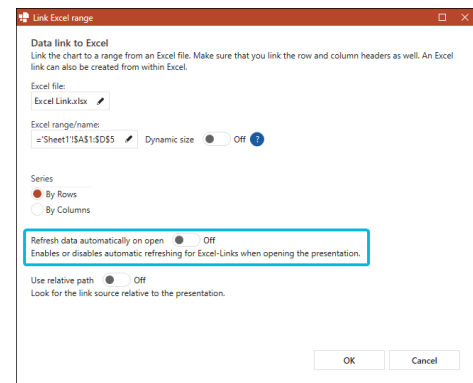 Link Excel range
Data link to Excel
Link the chart to a range from an Excel file. Make sure that you link the row and column headers as well. An Excel
link can also be created from within Excel.
Excel file:
Excel Link.xlsx
Excel range/name:
='Sheet1'!$A$1:$D$5 Dynamic size Off ?
Series
By Rows
By Columns
Refresh data automatically on open Off
Enables or disables automatic refreshing for Excel-Links when opening the presentation.
Use relative path Off
Look for the link source relative to the presentation.
OK Cancel